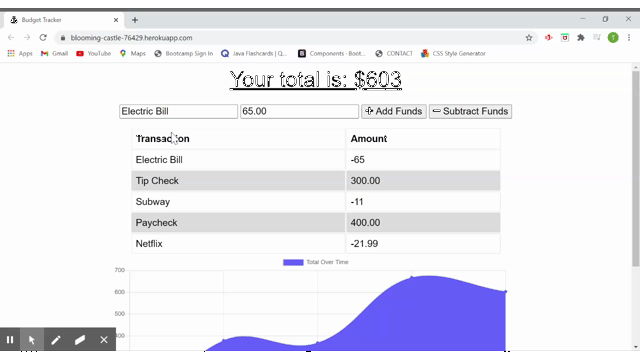 Budget Tracker
blooming-castle-76429.herokuapp.com
Apps Gmail YouTube Maps Bootcamp Sign In Java Flashcards | Q... Components · Boot... CONTACT CSS Style Generator
Your total is: $603
Electric Bill 65.00 Add Funds Subtract Funds
Transaction Amount
Electric Bill -65
Tip Check 300.00
Subway -11
Paycheck 400.00
Netflix -21.99
Total Over Time
700
600
500
400